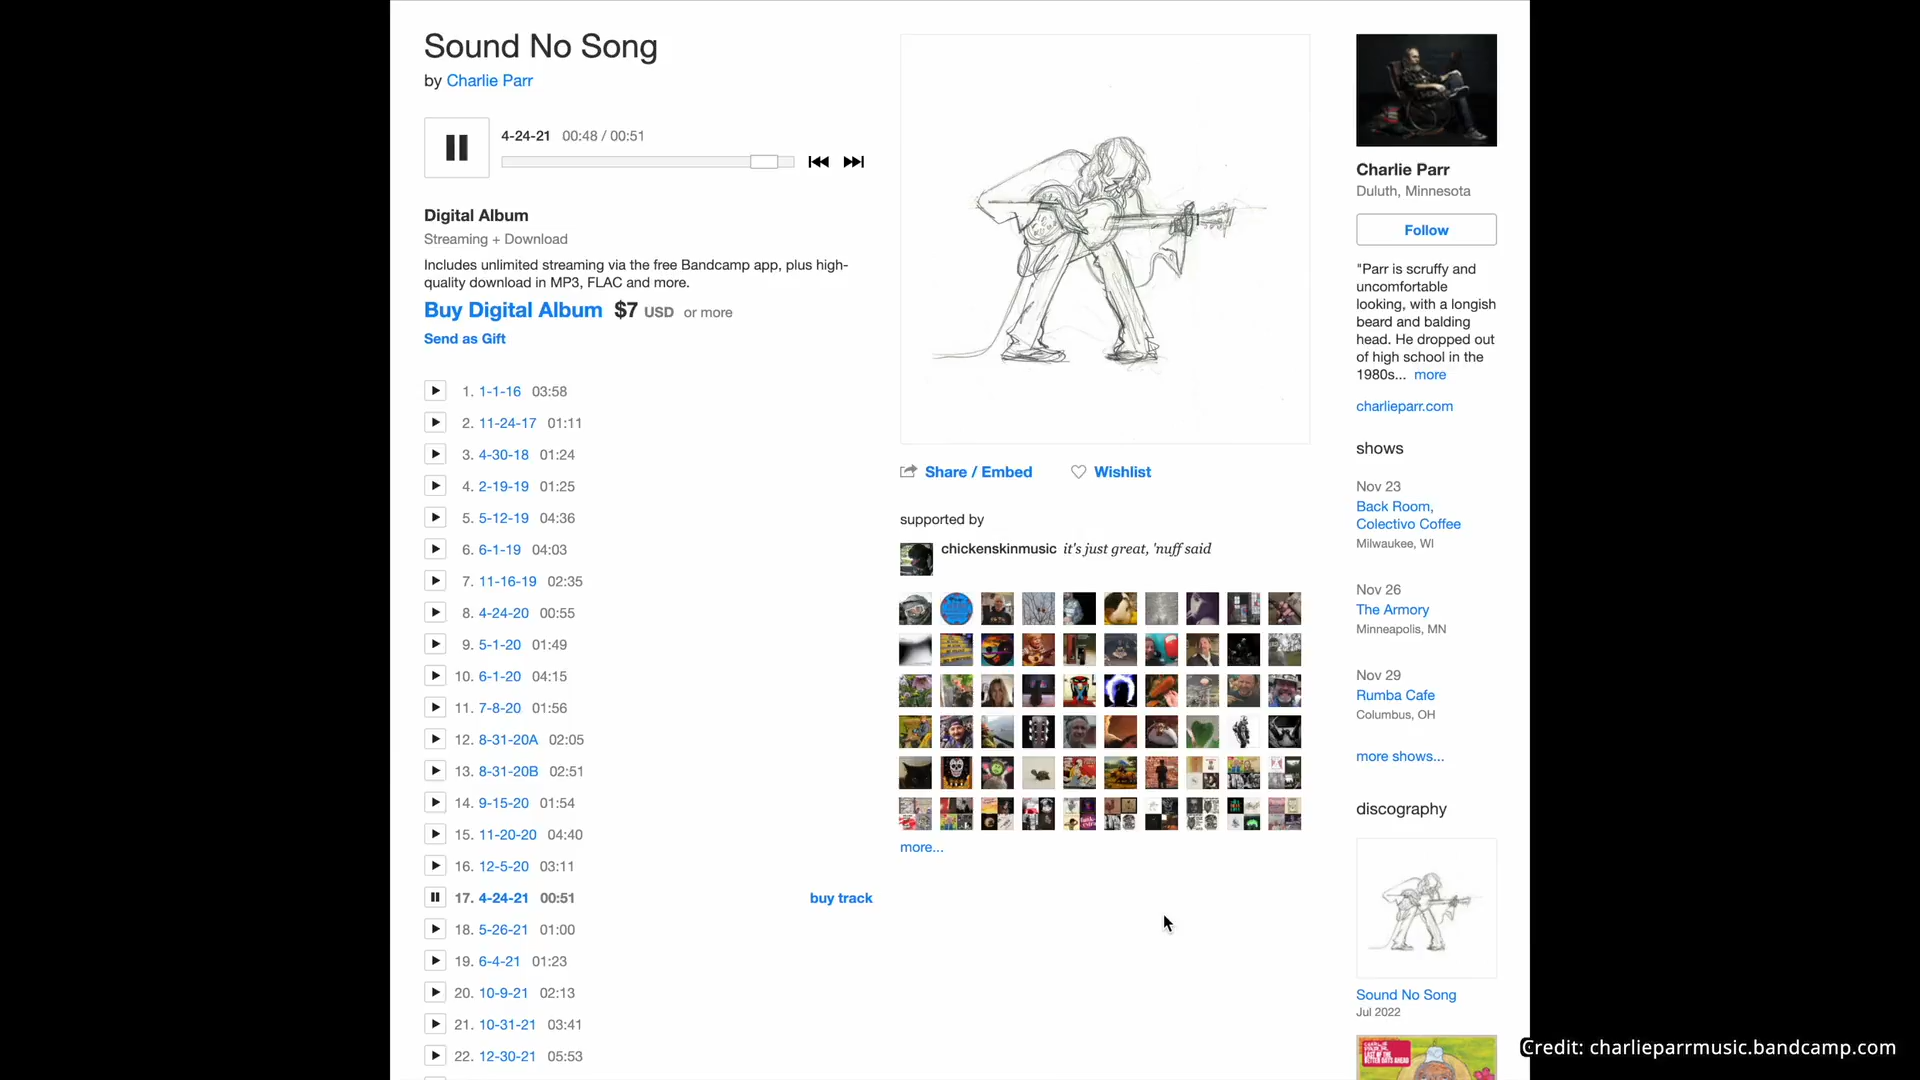 Sound No Song
by Charlie Parr
4-24-21 00:48 / 00:51
Digital Album
Streaming + Download
Includes unlimited streaming via the free Bandcamp app, plus high-
quality download in MP3, FLAC and more.
Buy Digital Album $7 USD or more
Send as Gift
1. 1-1-16 03:58
2. 11-24-17 01:11
3. 4-30-18 01:24
4. 2-19-19 01:25
5. 5-12-19 04:36
6. 6-1-19 04:03
7. 11-16-19 02:35
8. 4-24-20 00:55
9. 5-1-20 01:49
10. 6-1-20 04:15
11. 7-8-20 01:56
12. 8-31-20A 02:05
13. 8-31-20B 02:51
14. 9-15-20 01:54
15. 11-20-20 04:40
16. 12-5-20 03:11
17. 4-24-21 00:51 buy track
18. 5-26-21 01:00
19. 6-4-21 01:23
20. 10-9-21 02:13
21. 10-31-21 03:41
22. 12-30-21 05:53
Share / Embed Wishlist
supported by
chickenskinmusic it's just great, 'nuff said
more...
Charlie Parr
Duluth, Minnesota
Follow
"Parr is scruffy and
uncomfortable
looking, with a longish
beard and balding
head. He dropped out
of high school in the
1980s... more
charlieparr.com
shows
Nov 23
Back Room,
Colectivo Coffee
Milwaukee, WI
Nov 26
The Armory
Minneapolis, MN
Nov 29
Rumba Cafe
Columbus, OH
more shows...
discography
Sound No Song
Jul 2022
Credit: charlieparrmusic.bandcamp.com